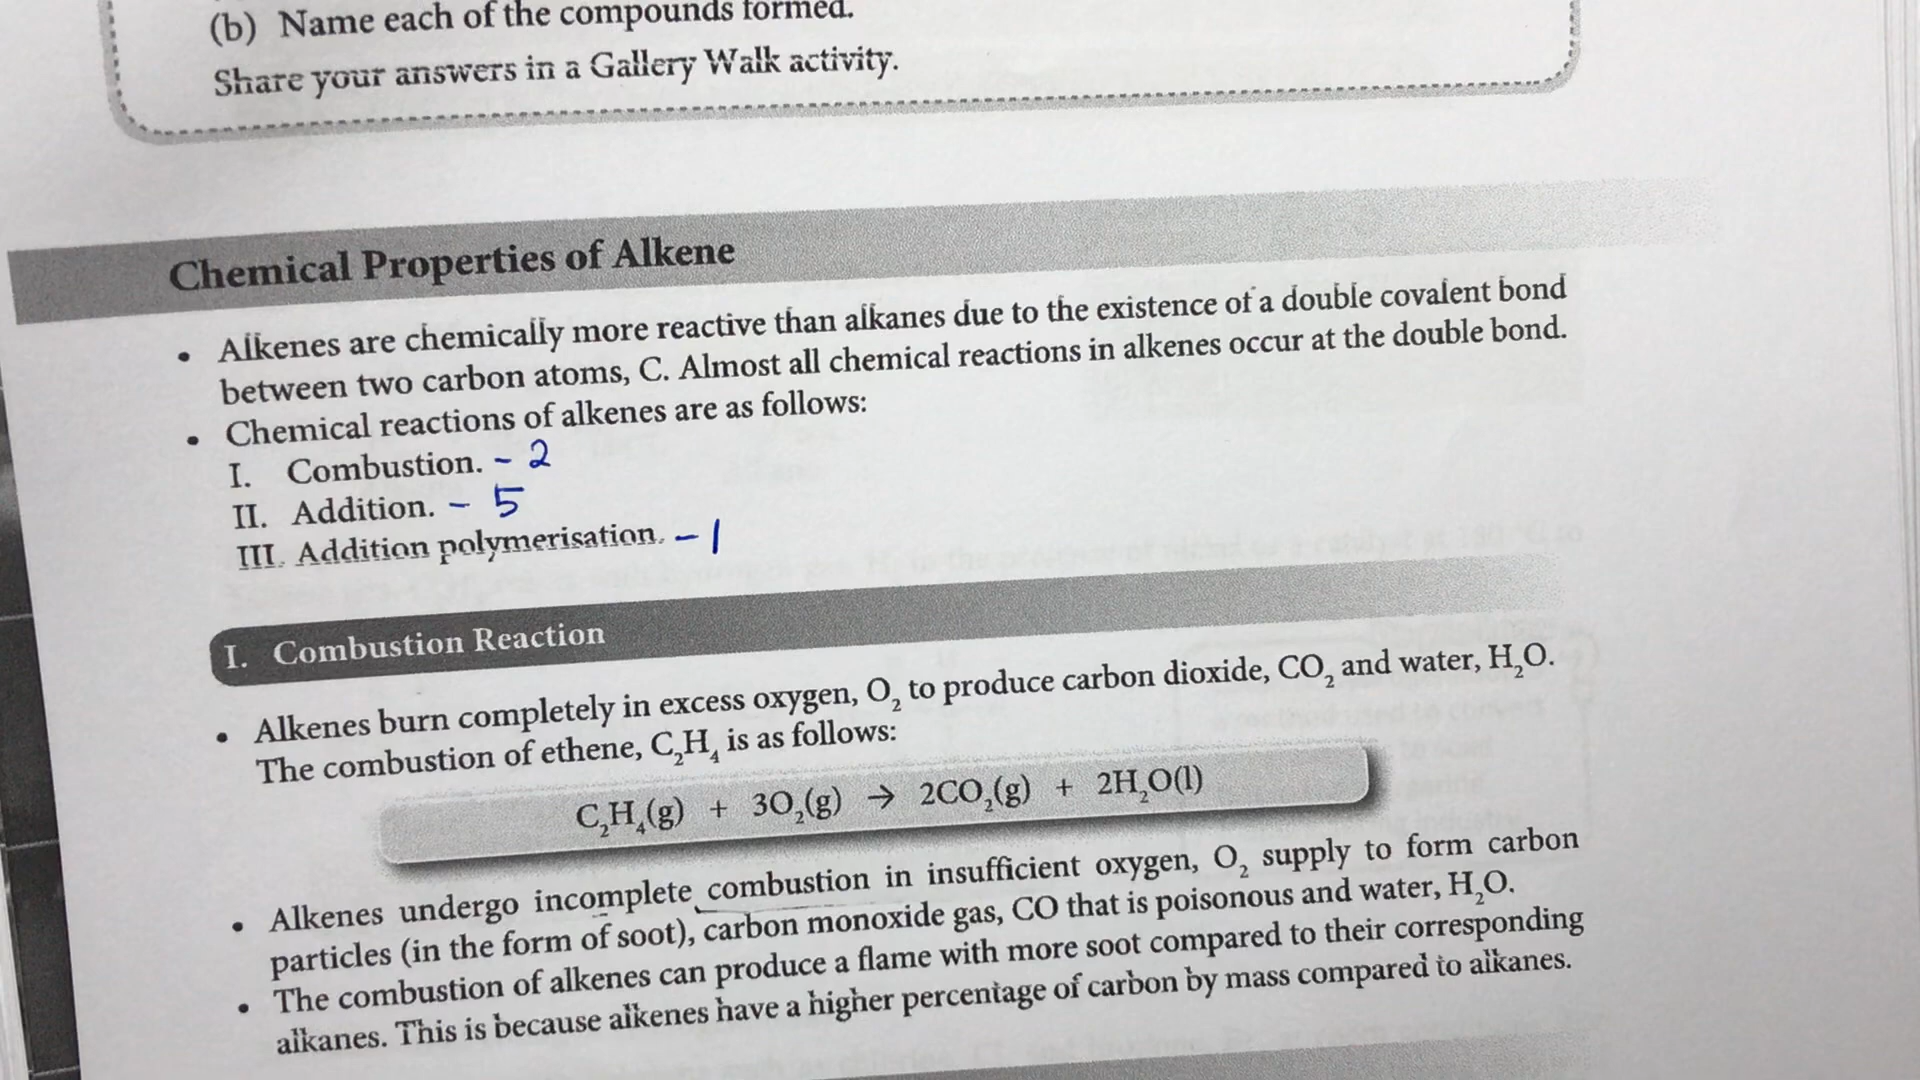 (b) Name each of the compounds formed.
Share your answers in a Gallery Walk activity.
Chemical Properties of Alkene
• Alkenes are chemically more reactive than alkanes due to the existence of a double covalent bond
between two carbon atoms, C. Almost all chemical reactions in alkenes occur at the double bond.
• Chemical reactions of alkenes are as follows:
I. Combustion. – 2
II. Addition. – 5
III. Addition polymerisation. – 1
I. Combustion Reaction
• Alkenes burn completely in excess oxygen, O₂ to produce carbon dioxide, CO₂ and water, H₂O.
The combustion of ethene, C₂H₄ is as follows:
C₂H₄(g) + 3O₂(g) → 2CO₂(g) + 2H₂O(l)
• Alkenes undergo incomplete combustion in insufficient oxygen, O₂ supply to form carbon
particles (in the form of soot), carbon monoxide gas, CO that is poisonous and water, H₂O.
• The combustion of alkenes can produce a flame with more soot compared to their corresponding
alkanes. This is because alkenes have a higher percentage of carbon by mass compared to alkanes.